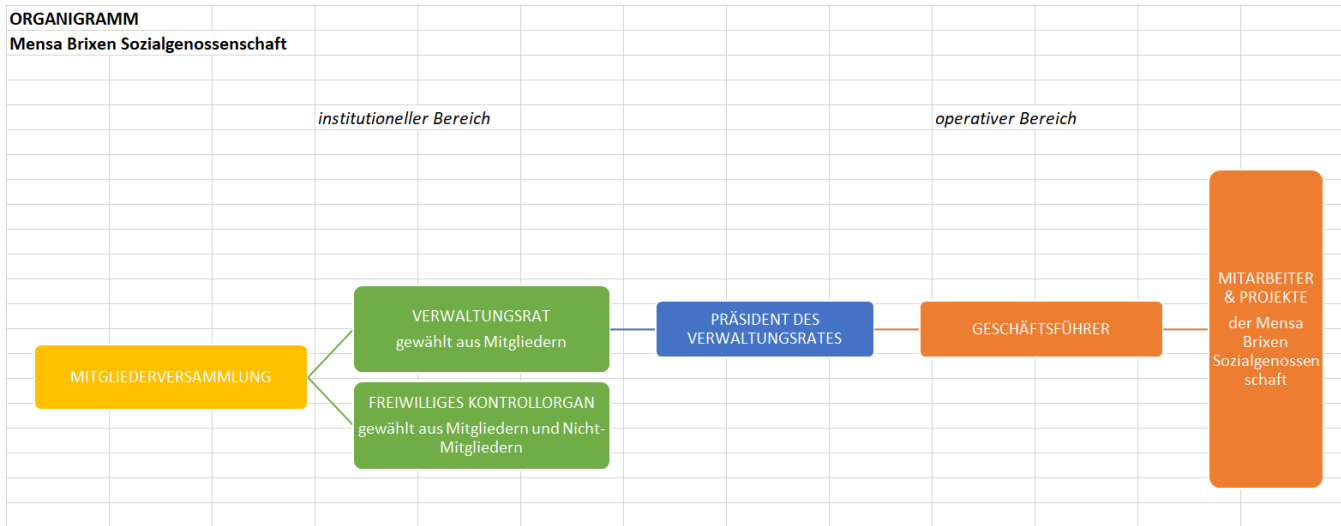 ORGANIGRAMM
Mensa Brixen Sozialgenossenschaft
institutioneller Bereich
operativer Bereich
MITGLIEDERVERSAMMLUNG
VERWALTUNGSRAT
gewählt aus Mitgliedern
FREIWILLIGES KONTROLLORGAN
gewählt aus Mitgliedern und Nicht-
Mitgliedern
PRÄSIDENT DES
VERWALTUNGSRATES
GESCHÄFTSFÜHRER
MITARBEITER
& PROJEKTE
der Mensa
Brixen
Sozialgenossen
schaft